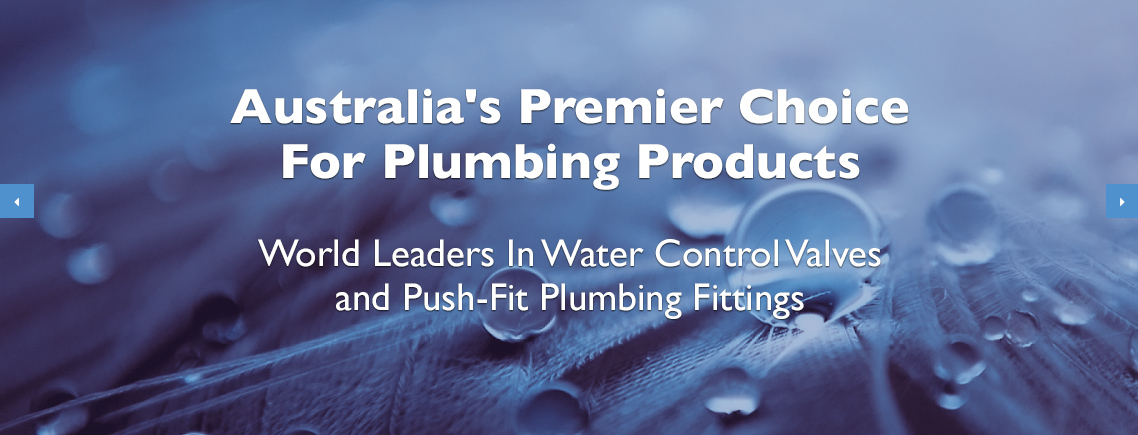 Australia's Premier Choice
For Plumbing Products
World Leaders In Water Control Valves
and Push-Fit Plumbing Fittings